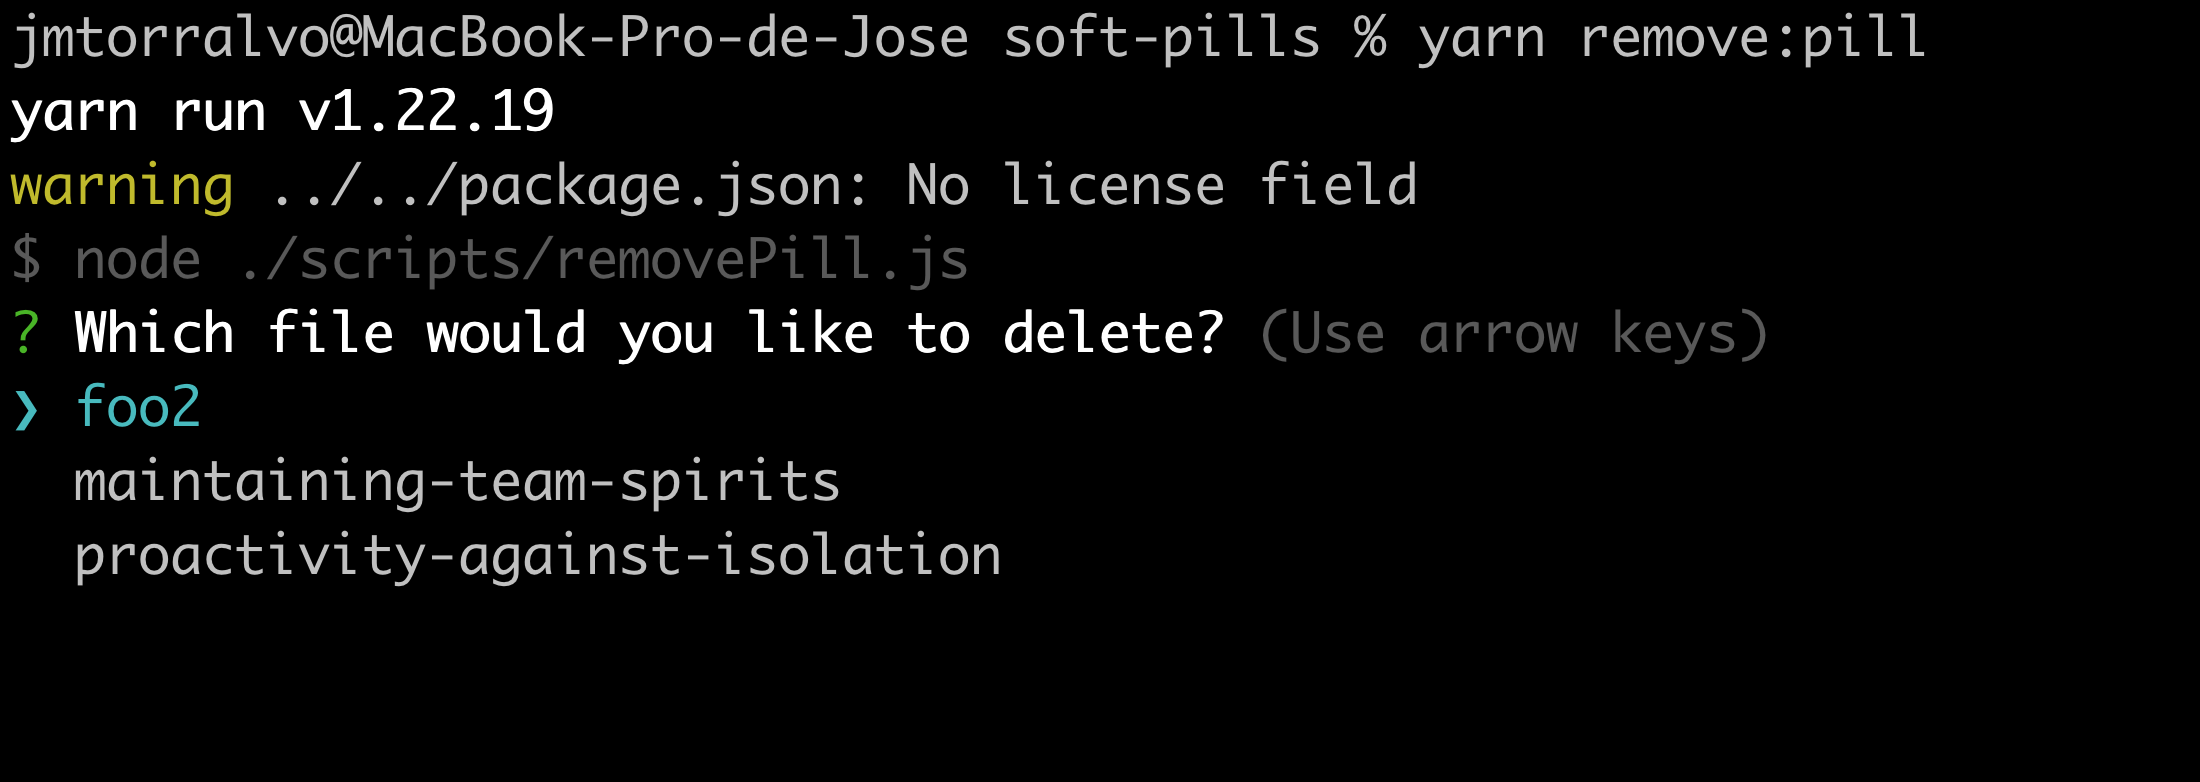 jmtorralvo@MacBook-Pro-de-Jose soft-pills % yarn remove:pill
yarn run v1.22.19
warning ../../package.json: No license field
$ node ./scripts/removePill.js
? Which file would you like to delete? (Use arrow keys)
❯ foo2
maintaining-team-spirits
proactivity-against-isolation